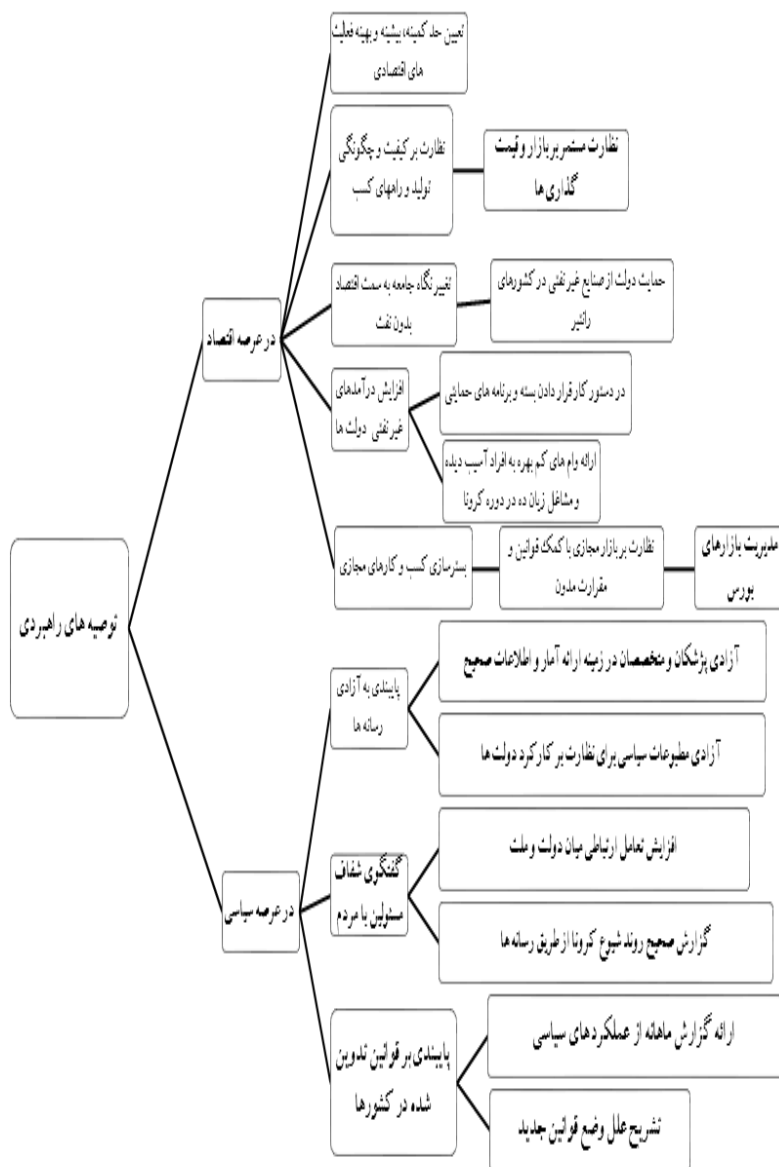 تعیین حد کمینه، بیشینه و بهینه فعالیت
های اقتصادی
نظارت بر کیفیت و چگونگی
تولید و راههای کسب
نظارت مستمر بر بازار و قیمت
گذاری ها
در عرصه اقتصاد
تغییر نگاه جامعه به سمت اقتصاد
بدون نفت
حمایت دولت از صنایع غیر نفتی در کشورهای
رانتیر
افزایش درآمدهای
غیر نفتی دولت ها
در دستور کار قرار دادن بسته و برنامه های حمایتی
ارائه وام های کم بهره به افراد آسیب دیده
و مشاغل زیان ده در دوره کرونا
بسترسازی کسب و کارهای مجازی
نظارت بر بازار مجازی با کمک قوانین و
مقرارت مدون
مدیریت بازارهای
بورس
توصیه های راهبردی
در عرصه سیاسی
پایبندی به آزادی
رسانه ها
آزادی پزشکان و متخصصان در زمینه ارائه آمار و اطلاعات صحیح
آزادی مطبوعات سیاسی برای نظارت بر کارکرد دولت ها
گفتگوی شفاف
مسئولین با مردم
افزایش تعامل ارتباطی میان دولت و ملت
گزارش صحیح روند شیوع کرونا از طریق رسانه ها
پایبندی بر قوانین تدوین
شده در کشورها
ارائه گزارش ماهانه از عملکردهای سیاسی
تشریح علل وضع قوانین جدید